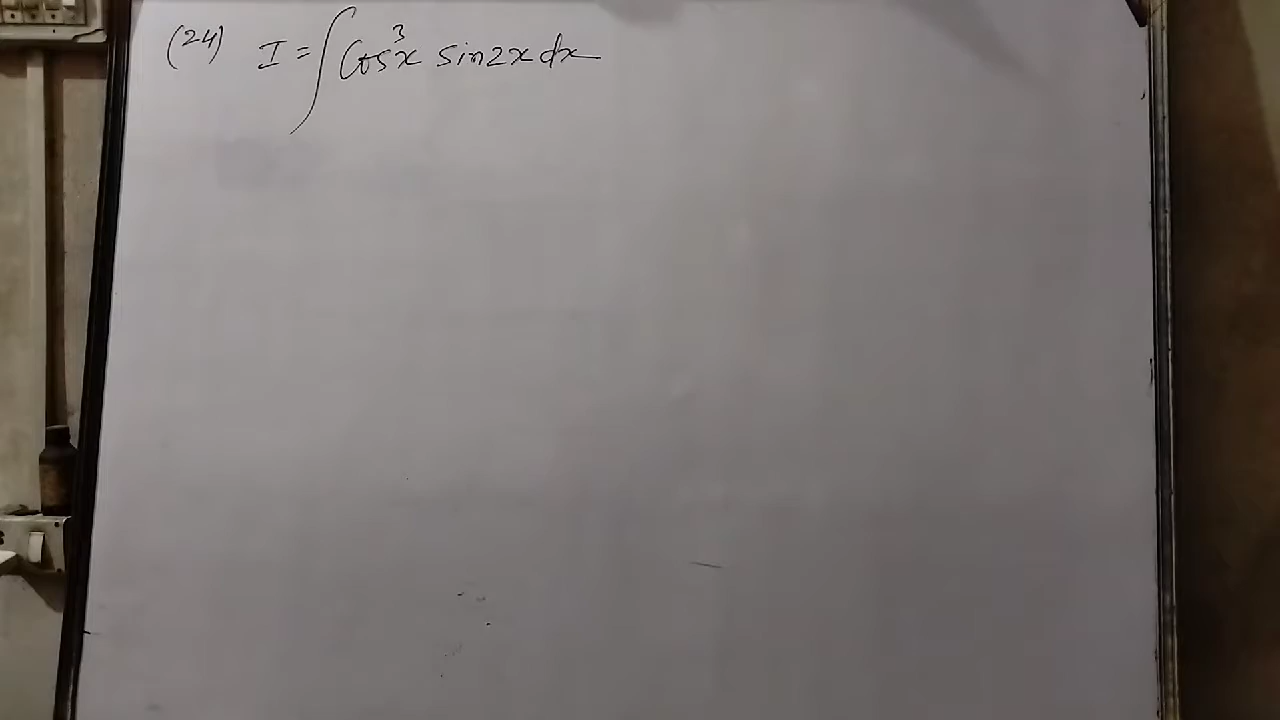 (24) I = ∫ Cos³x sin2x dx